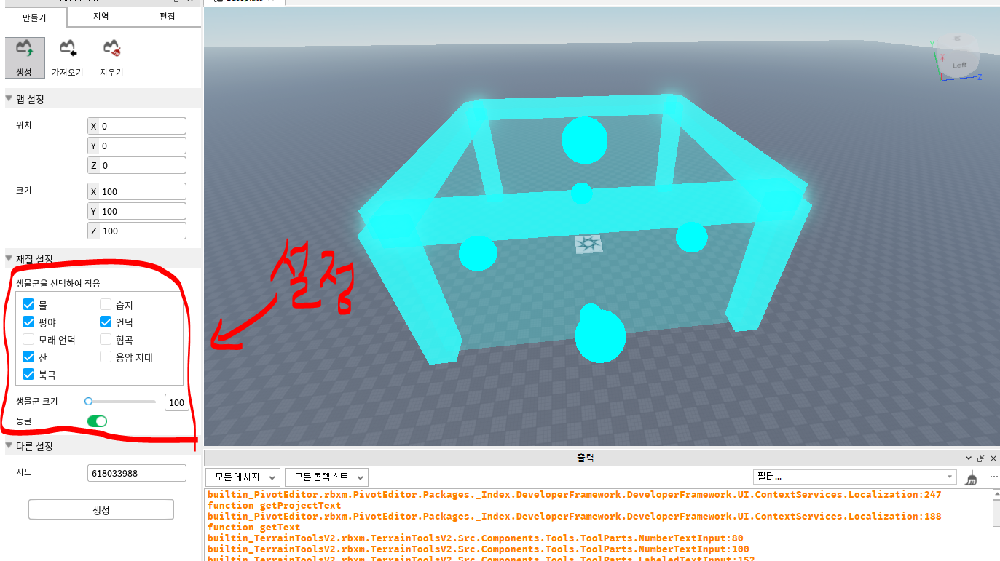 만들기 지역 편집
생성 가져오기 지우기
맵 설정
위치 X 0
Y 0
Z 0
크기 X 100
Y 100
Z 100
재질 설정
생물군을 선택하여 적용
물 습지
평야 언덕
모래 언덕 협곡
산 용암 지대
북극
생물군 크기 100
동굴
다른 설정
시드 618033988
생성
설정
Y
Y
Left
Z
출력
모든 메시지 모든 콘텍스트 필터...
builtin_PivotEditor.rbxm.PivotEditor.Packages._Index.DeveloperFramework.DeveloperFramework.UI.ContextServices.Localization:247
function getProjectText
builtin_PivotEditor.rbxm.PivotEditor.Packages._Index.DeveloperFramework.DeveloperFramework.UI.ContextServices.Localization:188
function getText
builtin_TerrainToolsV2.rbxm.TerrainToolsV2.Src.Components.Tools.ToolParts.NumberTextInput:80
builtin_TerrainToolsV2.rbxm.TerrainToolsV2.Src.Components.Tools.ToolParts.NumberTextInput:100
builtin_TerrainToolsV2.rbxm.TerrainToolsV2.Src.Components.Tools.ToolParts.LabeledTextInput:152